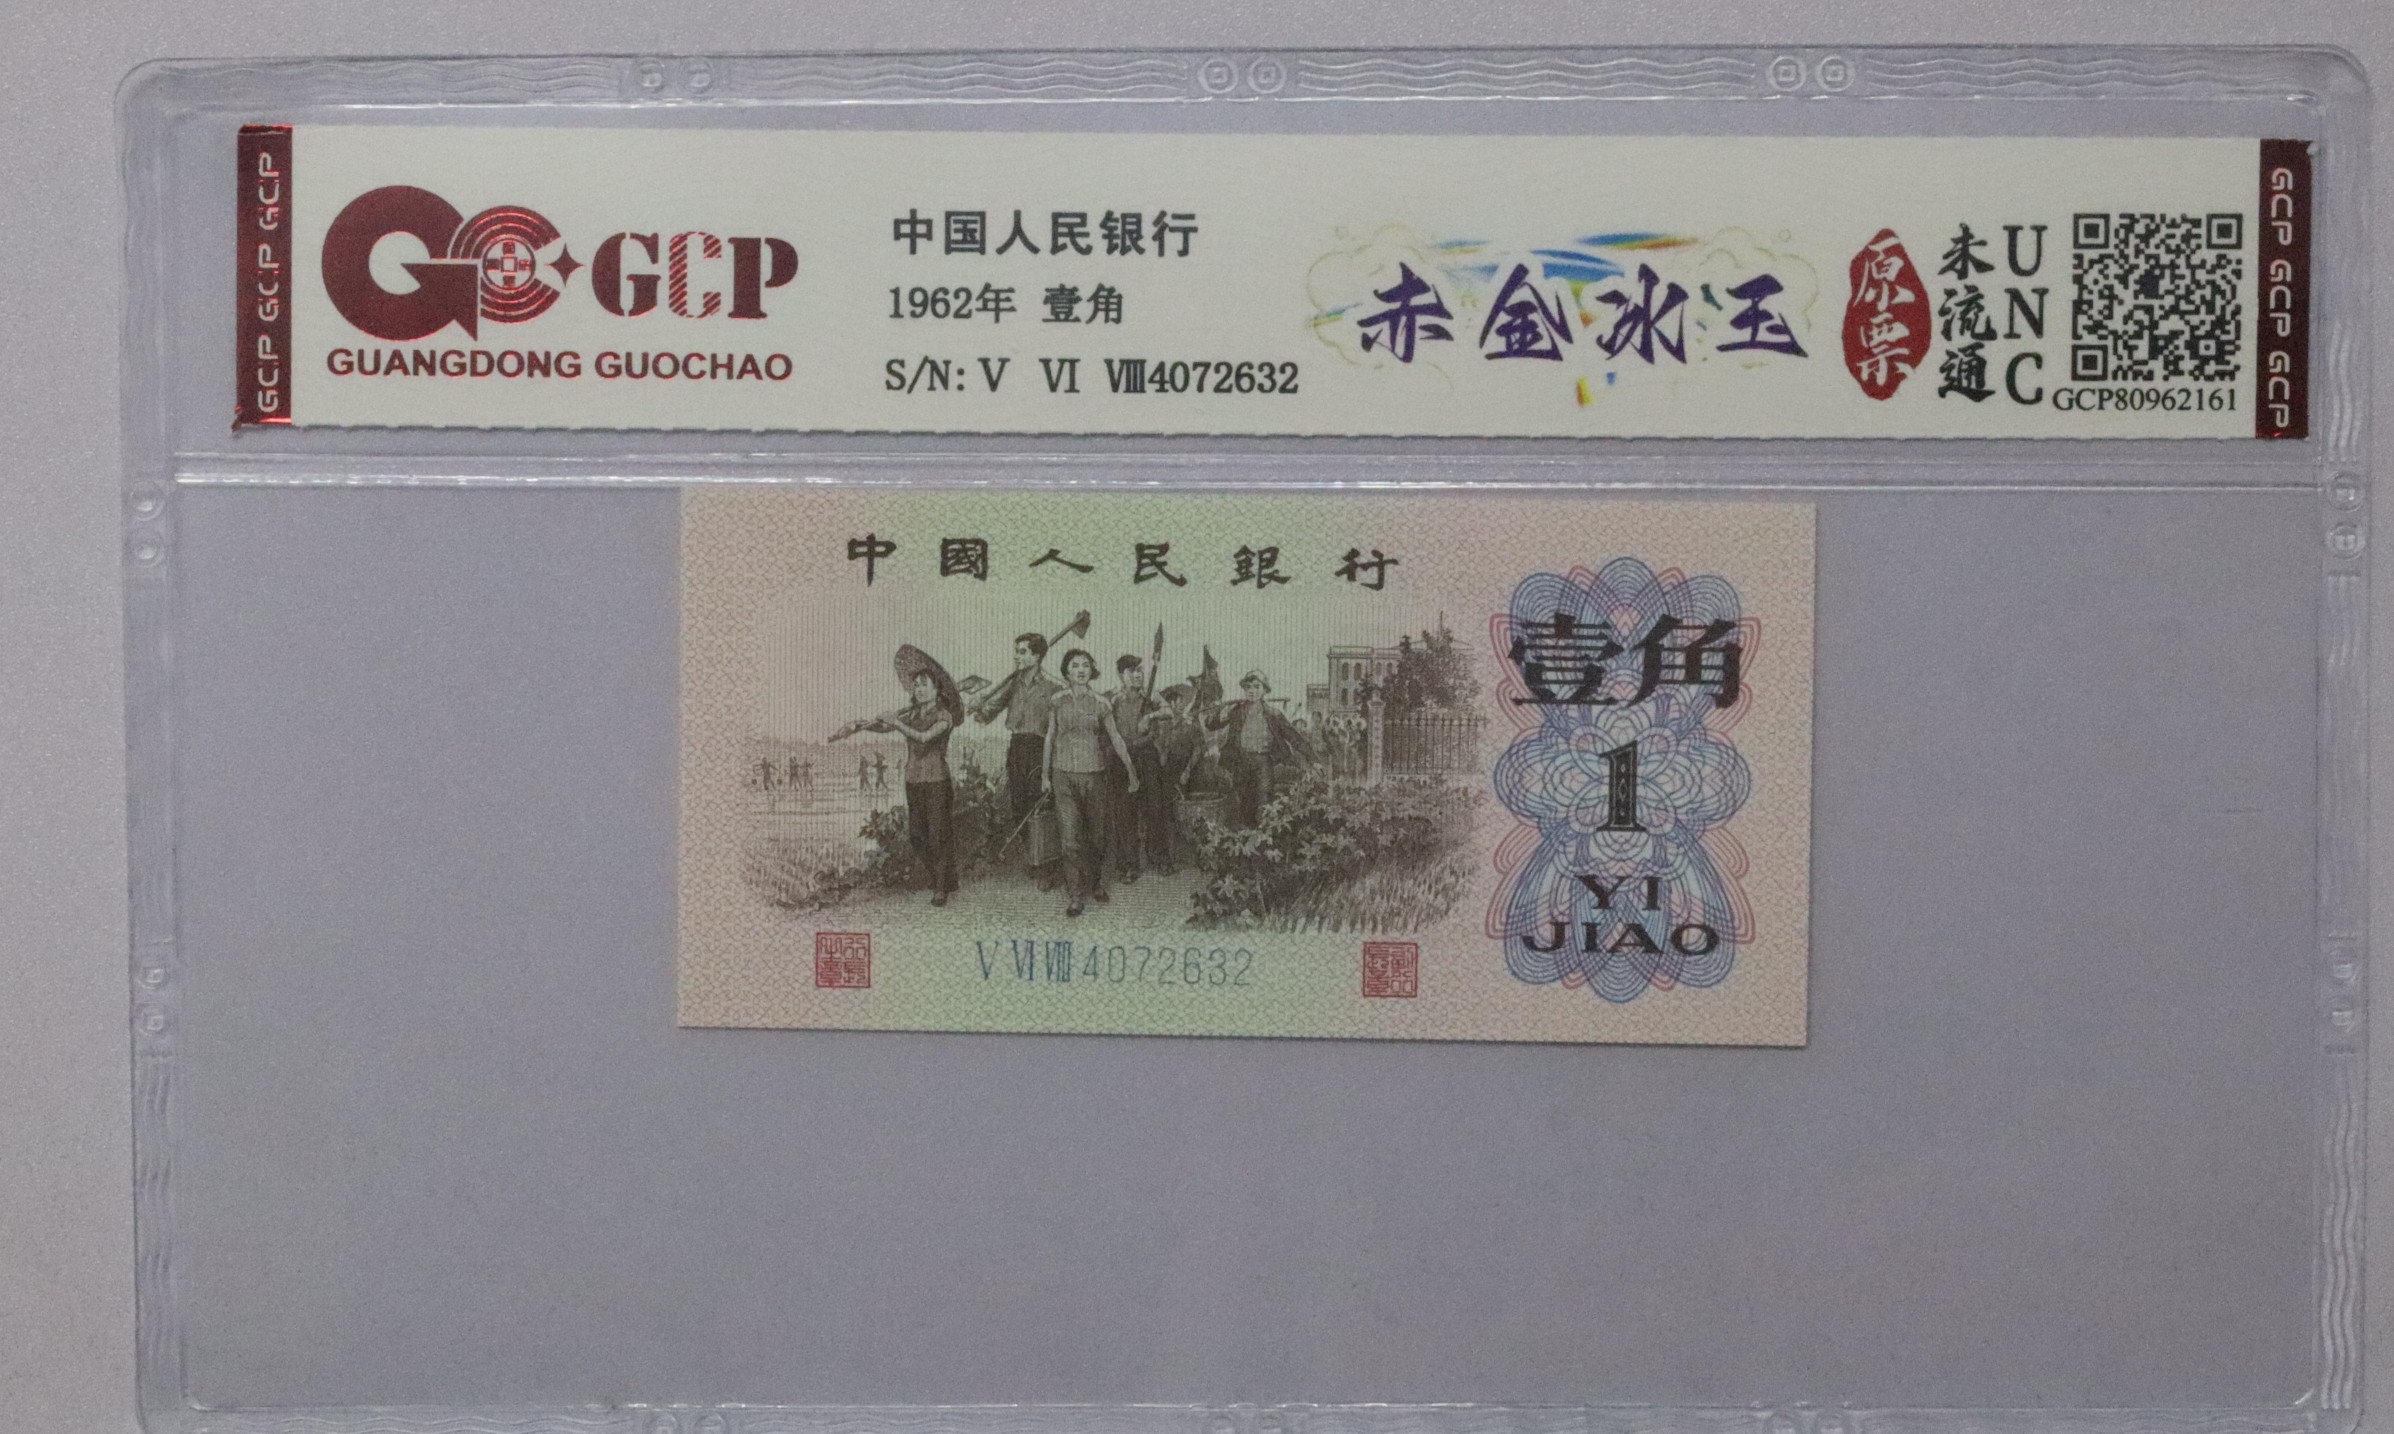 GCP GCP GCP
GCP
GUANGDONG GUOCHAO
中国人民银行
1962年 壹角
S/N: Ⅴ Ⅵ Ⅷ4072632
赤金冰玉
原票
未流通
UNC
GCP80962161
GCP GCP GCP
中國人民銀行
壹角
1
YI
JIAO
Ⅴ Ⅵ Ⅷ 4072632